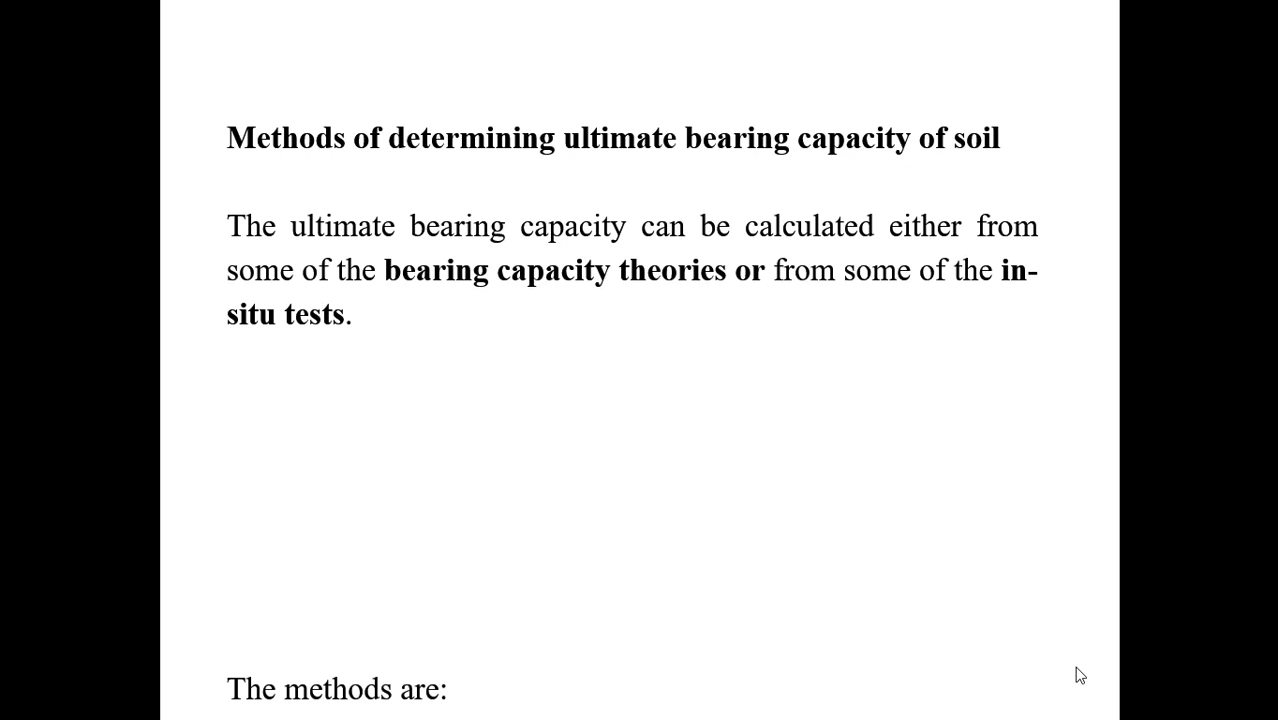 Methods of determining ultimate bearing capacity of soil
The ultimate bearing capacity can be calculated either from
some of the bearing capacity theories or from some of the in-
situ tests.
The methods are: